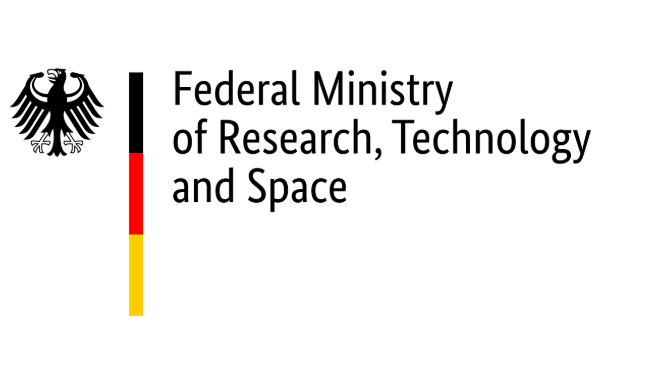 Federal Ministry
of Research, Technology
and Space